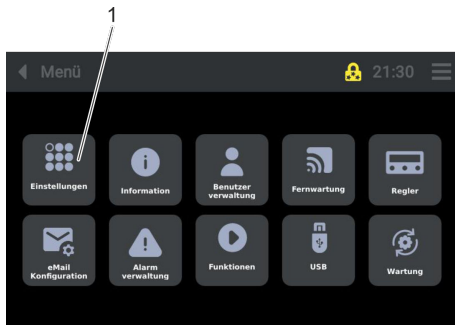 1
Menü
21:30
Einstellungen
Information
Benutzer
verwaltung
Fernwartung
Regler
eMail
Konfiguration
Alarm
verwaltung
Funktionen
USB
Wartung